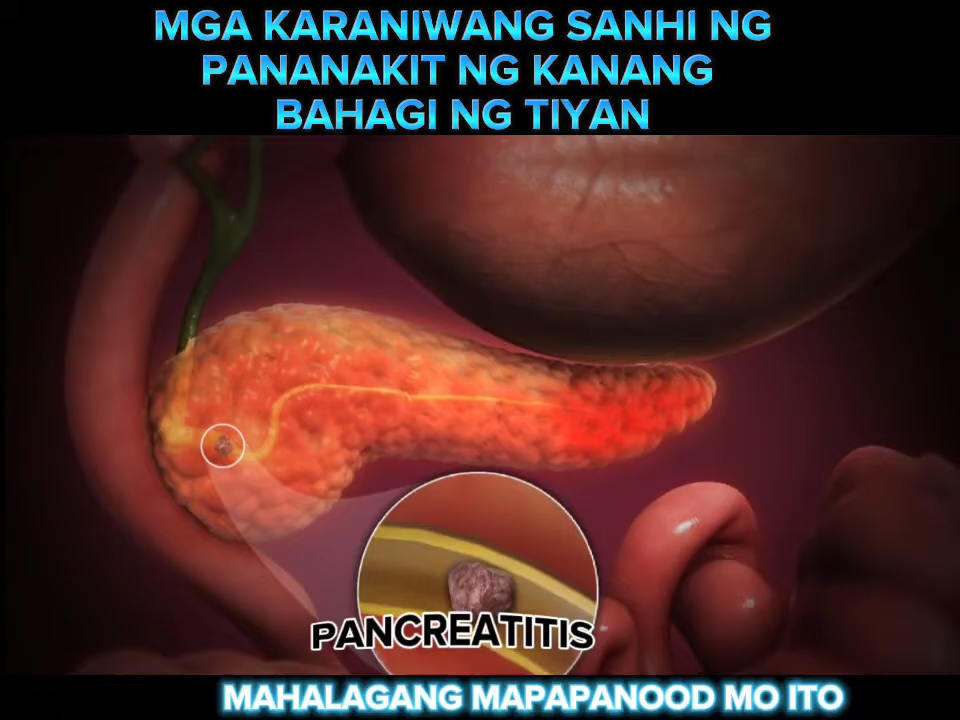 MGA KARANIWANG SANHI NG
PANANAKIT NG KANANG
BAHAGI NG TIYAN
PANCREATITIS
MAHALAGANG MAPAPANOOD MO ITO